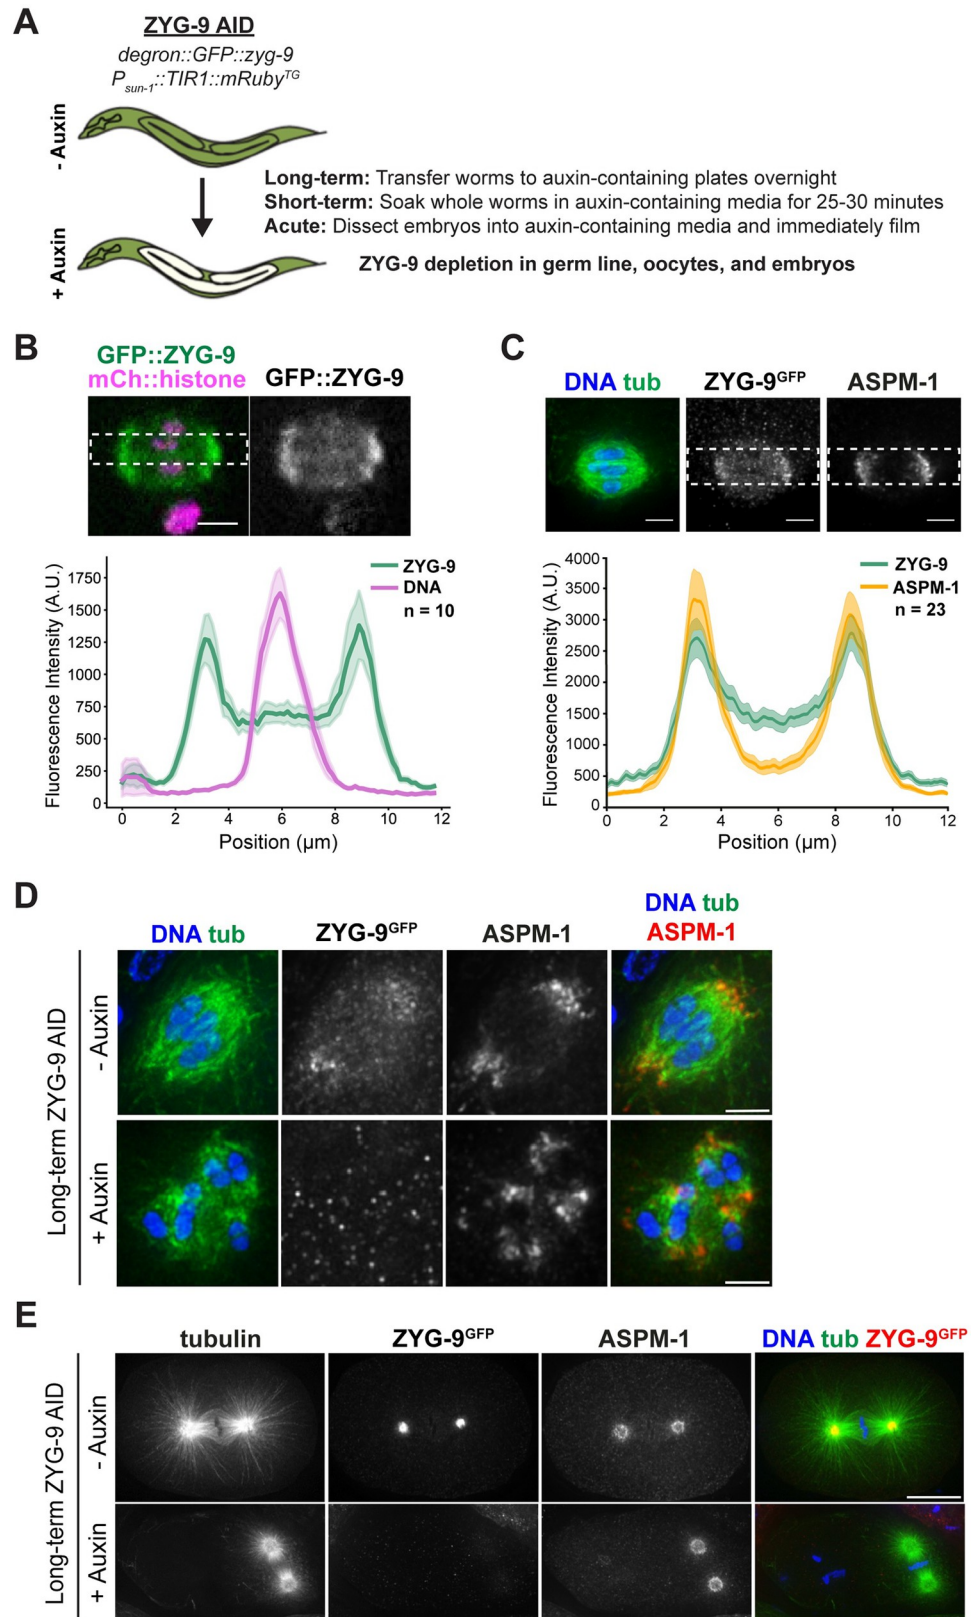 A
ZYG-9 AID
degron::GFP::zyg-9
Psun-1::TIR1::mRubyTG
- Auxin
Long-term: Transfer worms to auxin-containing plates overnight
Short-term: Soak whole worms in auxin-containing media for 25-30 minutes
Acute: Dissect embryos into auxin-containing media and immediately film
+ Auxin
ZYG-9 depletion in germ line, oocytes, and embryos
B
GFP::ZYG-9
mCh::histone
GFP::ZYG-9
Fluorescence Intensity (A.U.)
1750
1500
1250
1000
750
500
250
0
ZYG-9
DNA
n = 10
0 2 4 6 8 10 12
Position (µm)
C
DNA tub
ZYG-9GFP
ASPM-1
Fluorescence Intensity (A.U.)
4000
3500
3000
2500
2000
1500
1000
500
0
ZYG-9
ASPM-1
n = 23
0 2 4 6 8 10 12
Position (µm)
D
DNA tub
ZYG-9GFP
ASPM-1
DNA tub
ASPM-1
Long-term ZYG-9 AID
- Auxin
+ Auxin
E
tubulin
ZYG-9GFP
ASPM-1
DNA tub ZYG-9GFP
Long-term ZYG-9 AID
- Auxin
+ Auxin